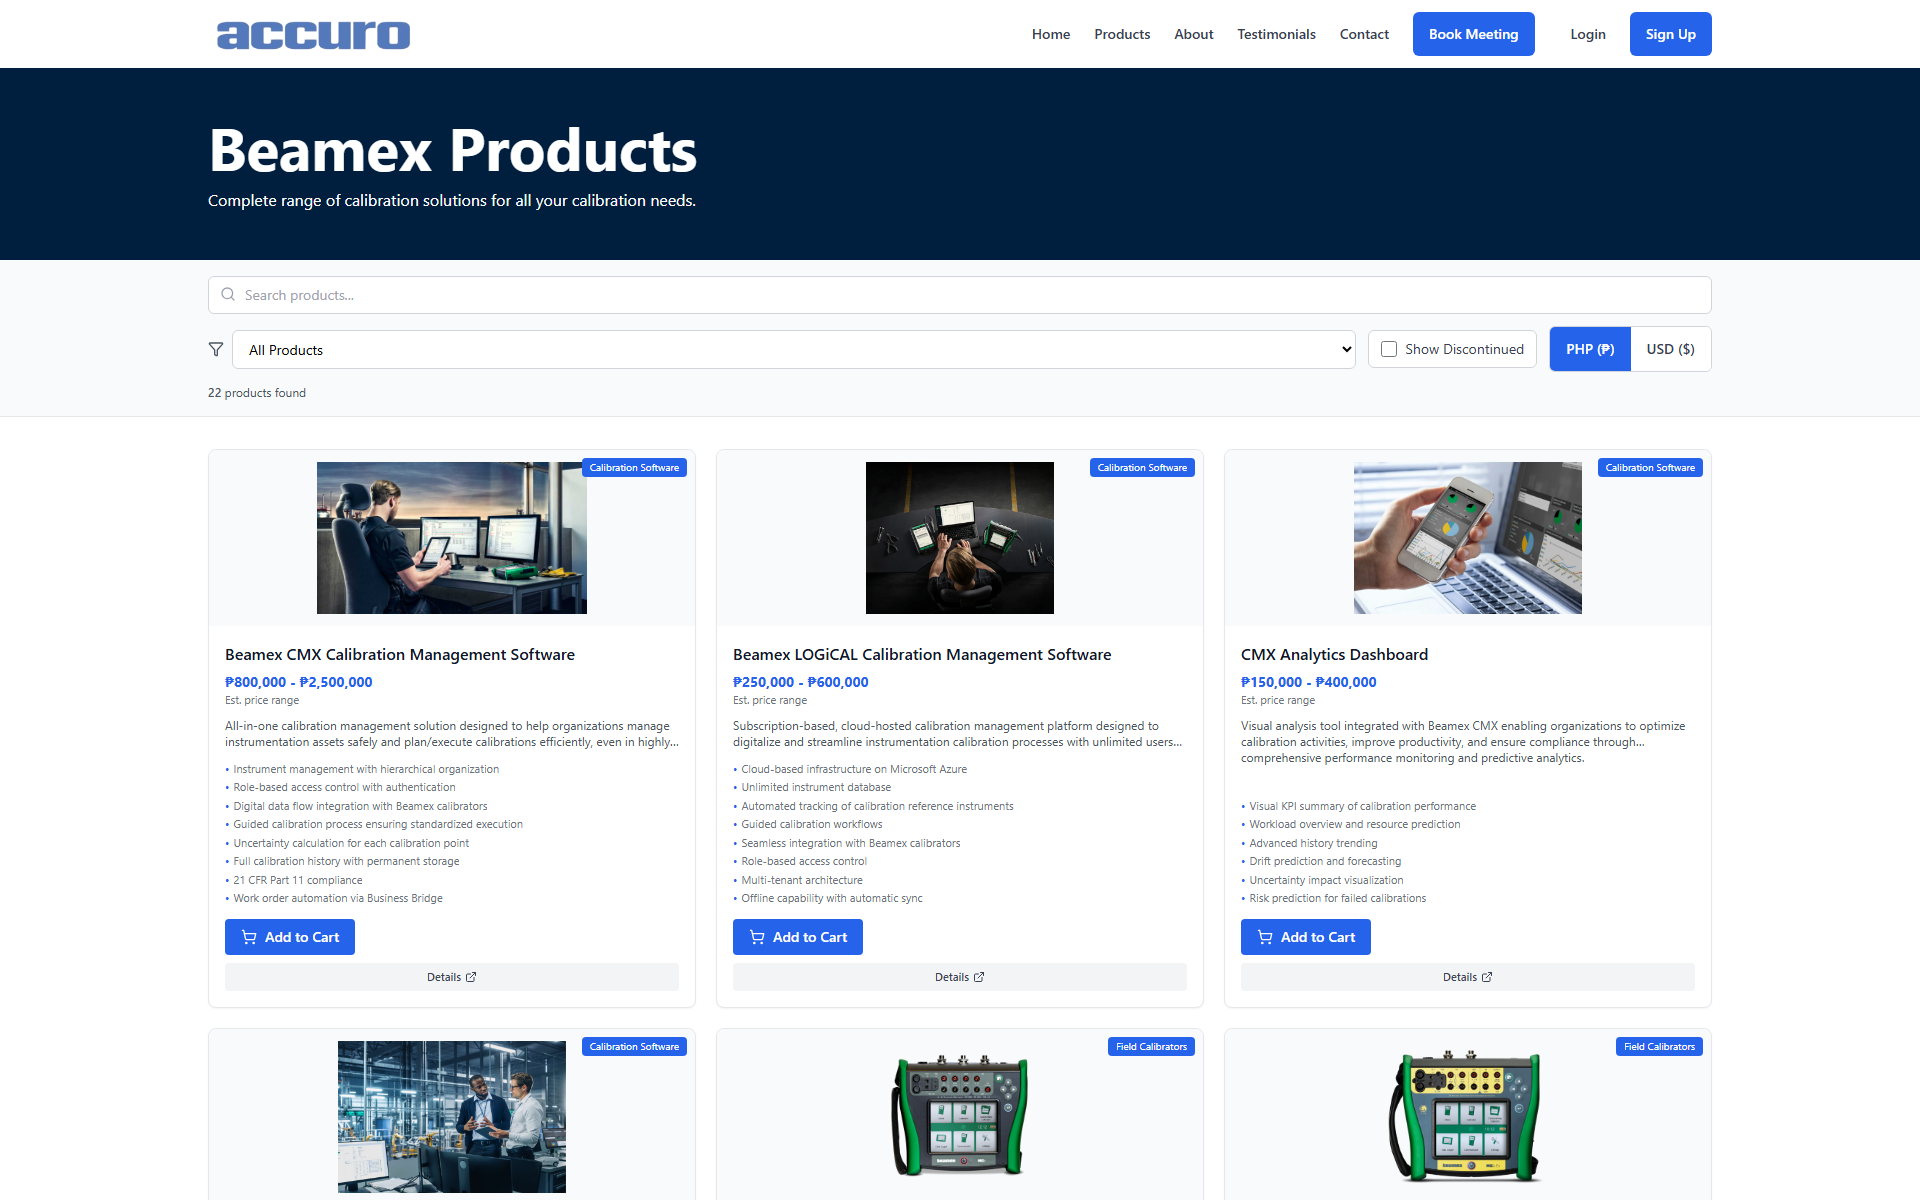 accuro
Home
Products
About
Testimonials
Contact
Book Meeting
Login
Sign Up
Beamex Products
Complete range of calibration solutions for all your calibration needs.
Search products...
All Products
Show Discontinued
PHP (₱)
USD ($)
22 products found
Calibration Software
Beamex CMX Calibration Management Software
₱800,000 - ₱2,500,000
Est. price range
All-in-one calibration management solution designed to help organizations manage
instrumentation assets safely and plan/execute calibrations efficiently, even in highly...
• Instrument management with hierarchical organization
• Role-based access control with authentication
• Digital data flow integration with Beamex calibrators
• Guided calibration process ensuring standardized execution
• Uncertainty calculation for each calibration point
• Full calibration history with permanent storage
• 21 CFR Part 11 compliance
• Work order automation via Business Bridge
Add to Cart
Details
Calibration Software
Beamex LOGiCAL Calibration Management Software
₱250,000 - ₱600,000
Est. price range
Subscription-based, cloud-hosted calibration management platform designed to
digitalize and streamline instrumentation calibration processes with unlimited users...
• Cloud-based infrastructure on Microsoft Azure
• Unlimited instrument database
• Automated tracking of calibration reference instruments
• Guided calibration workflows
• Seamless integration with Beamex calibrators
• Role-based access control
• Multi-tenant architecture
• Offline capability with automatic sync
Add to Cart
Details
Calibration Software
CMX Analytics Dashboard
₱150,000 - ₱400,000
Est. price range
Visual analysis tool integrated with Beamex CMX enabling organizations to optimize
calibration activities, improve productivity, and ensure compliance through...
comprehensive performance monitoring and predictive analytics.
• Visual KPI summary of calibration performance
• Workload overview and resource prediction
• Advanced history trending
• Drift prediction and forecasting
• Uncertainty impact visualization
• Risk prediction for failed calibrations
Add to Cart
Details
Calibration Software
Field Calibrators
Field Calibrators